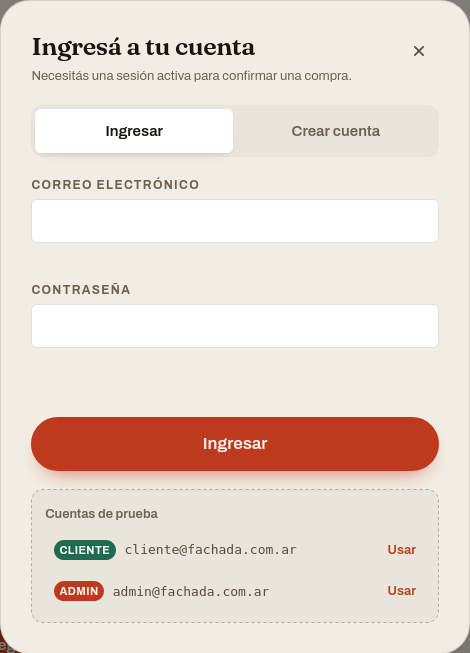 Ingresá a tu cuenta
Necesitás una sesión activa para confirmar una compra.
Ingresar
Crear cuenta
CORREO ELECTRÓNICO
CONTRASEÑA
Ingresar
Cuentas de prueba
CLIENTE cliente@fachada.com.ar Usar
ADMIN admin@fachada.com.ar Usar